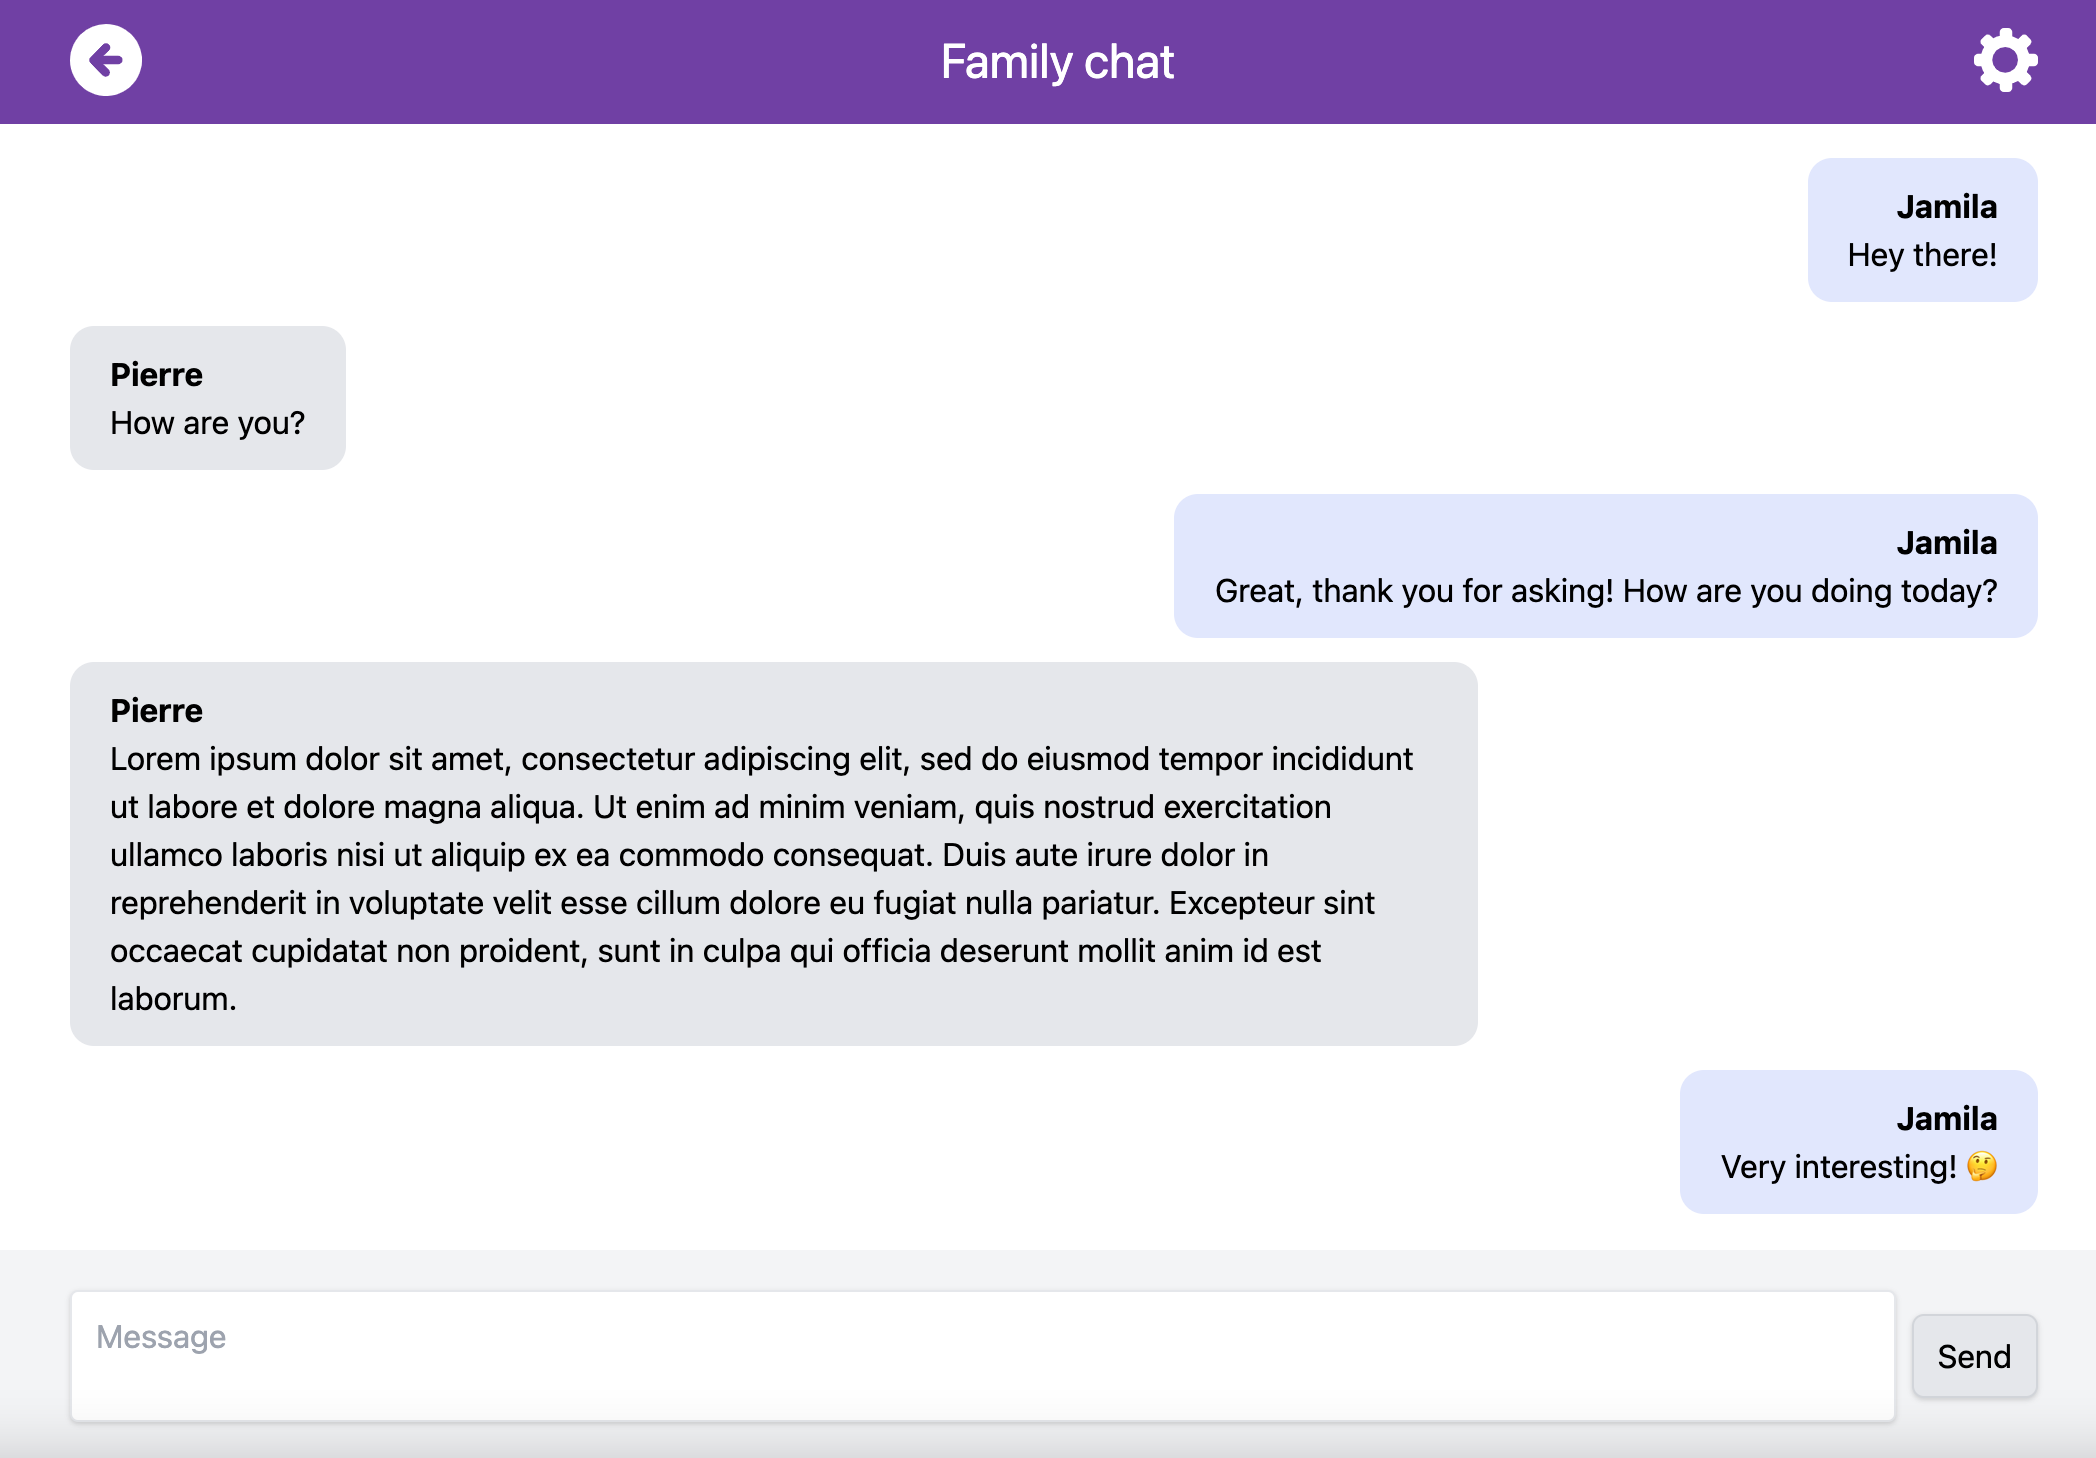 Family chat
Jamila
Hey there!
Pierre
How are you?
Jamila
Great, thank you for asking! How are you doing today?
Pierre
Lorem ipsum dolor sit amet, consectetur adipiscing elit, sed do eiusmod tempor incididunt
ut labore et dolore magna aliqua. Ut enim ad minim veniam, quis nostrud exercitation
ullamco laboris nisi ut aliquip ex ea commodo consequat. Duis aute irure dolor in
reprehenderit in voluptate velit esse cillum dolore eu fugiat nulla pariatur. Excepteur sint
occaecat cupidatat non proident, sunt in culpa qui officia deserunt mollit anim id est
laborum.
Jamila
Very interesting! 🤔
Message
Send